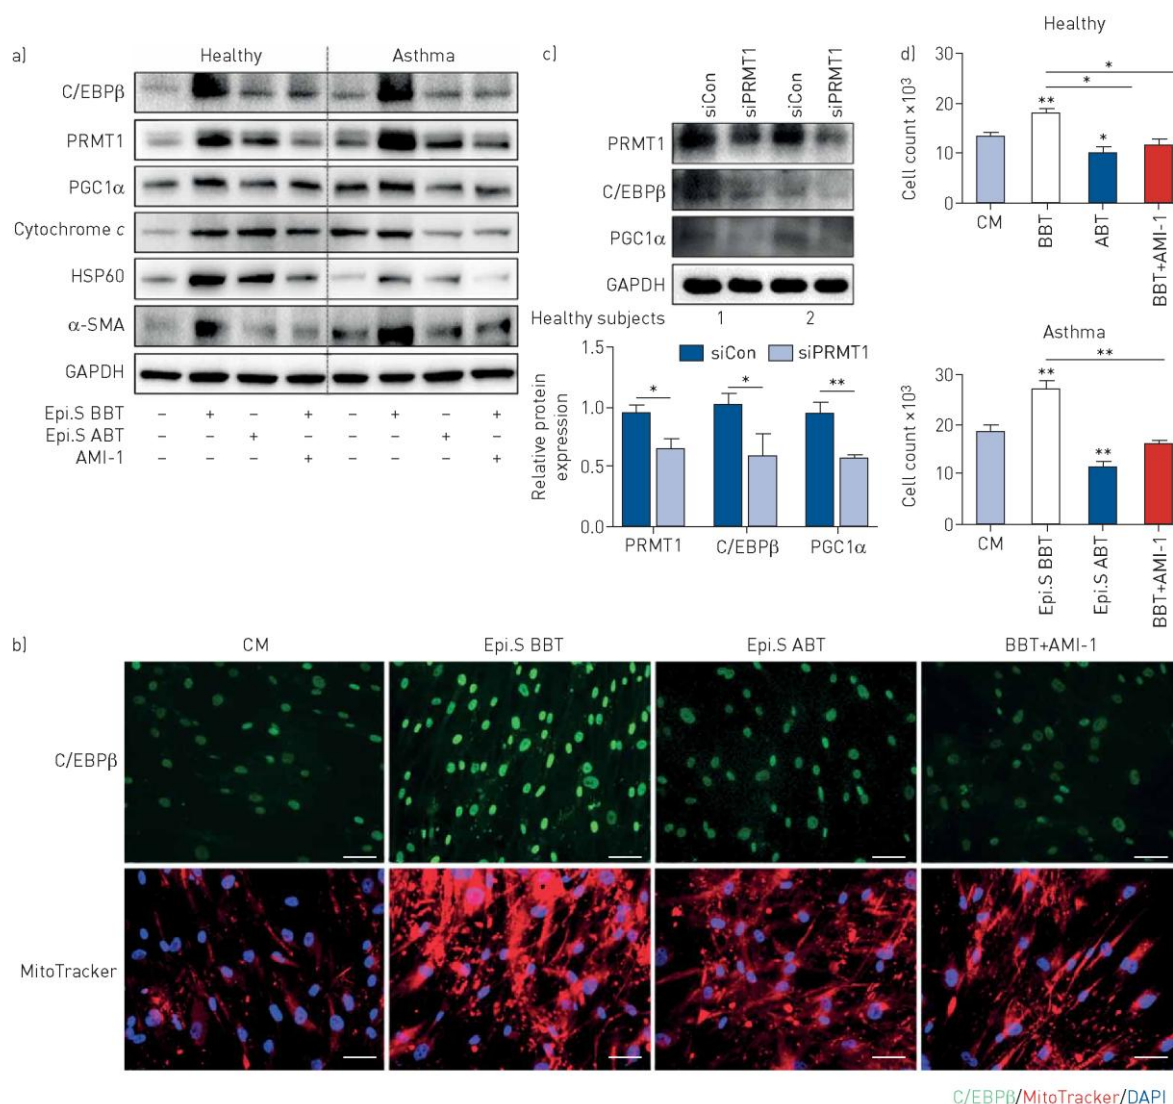 a)
Healthy Asthma
C/EBPβ
PRMT1
PGC1α
Cytochrome c
HSP60
α-SMA
GAPDH
Epi.S BBT – + – + – + – +
Epi.S ABT – – + – – – + –
AMI-1 – – – + – – – +
c)
siCon siPRMT1 siCon siPRMT1
PRMT1
C/EBPβ
PGC1α
GAPDH
Healthy subjects 1 2
siCon siPRMT1
Relative protein
expression
1.5
1.0
0.5
0.0
* * **
PRMT1 C/EBPβ PGC1α
d)
Healthy
Cell count ×10³
30
20
10
0
*
*
**
*
CM BBT ABT BBT+AMI-1
Asthma
Cell count ×10³
30
20
10
0
**
**
**
CM Epi.S BBT Epi.S ABT BBT+AMI-1
b)
CM Epi.S BBT Epi.S ABT BBT+AMI-1
C/EBPβ
MitoTracker
C/EBPβ/MitoTracker/DAPI